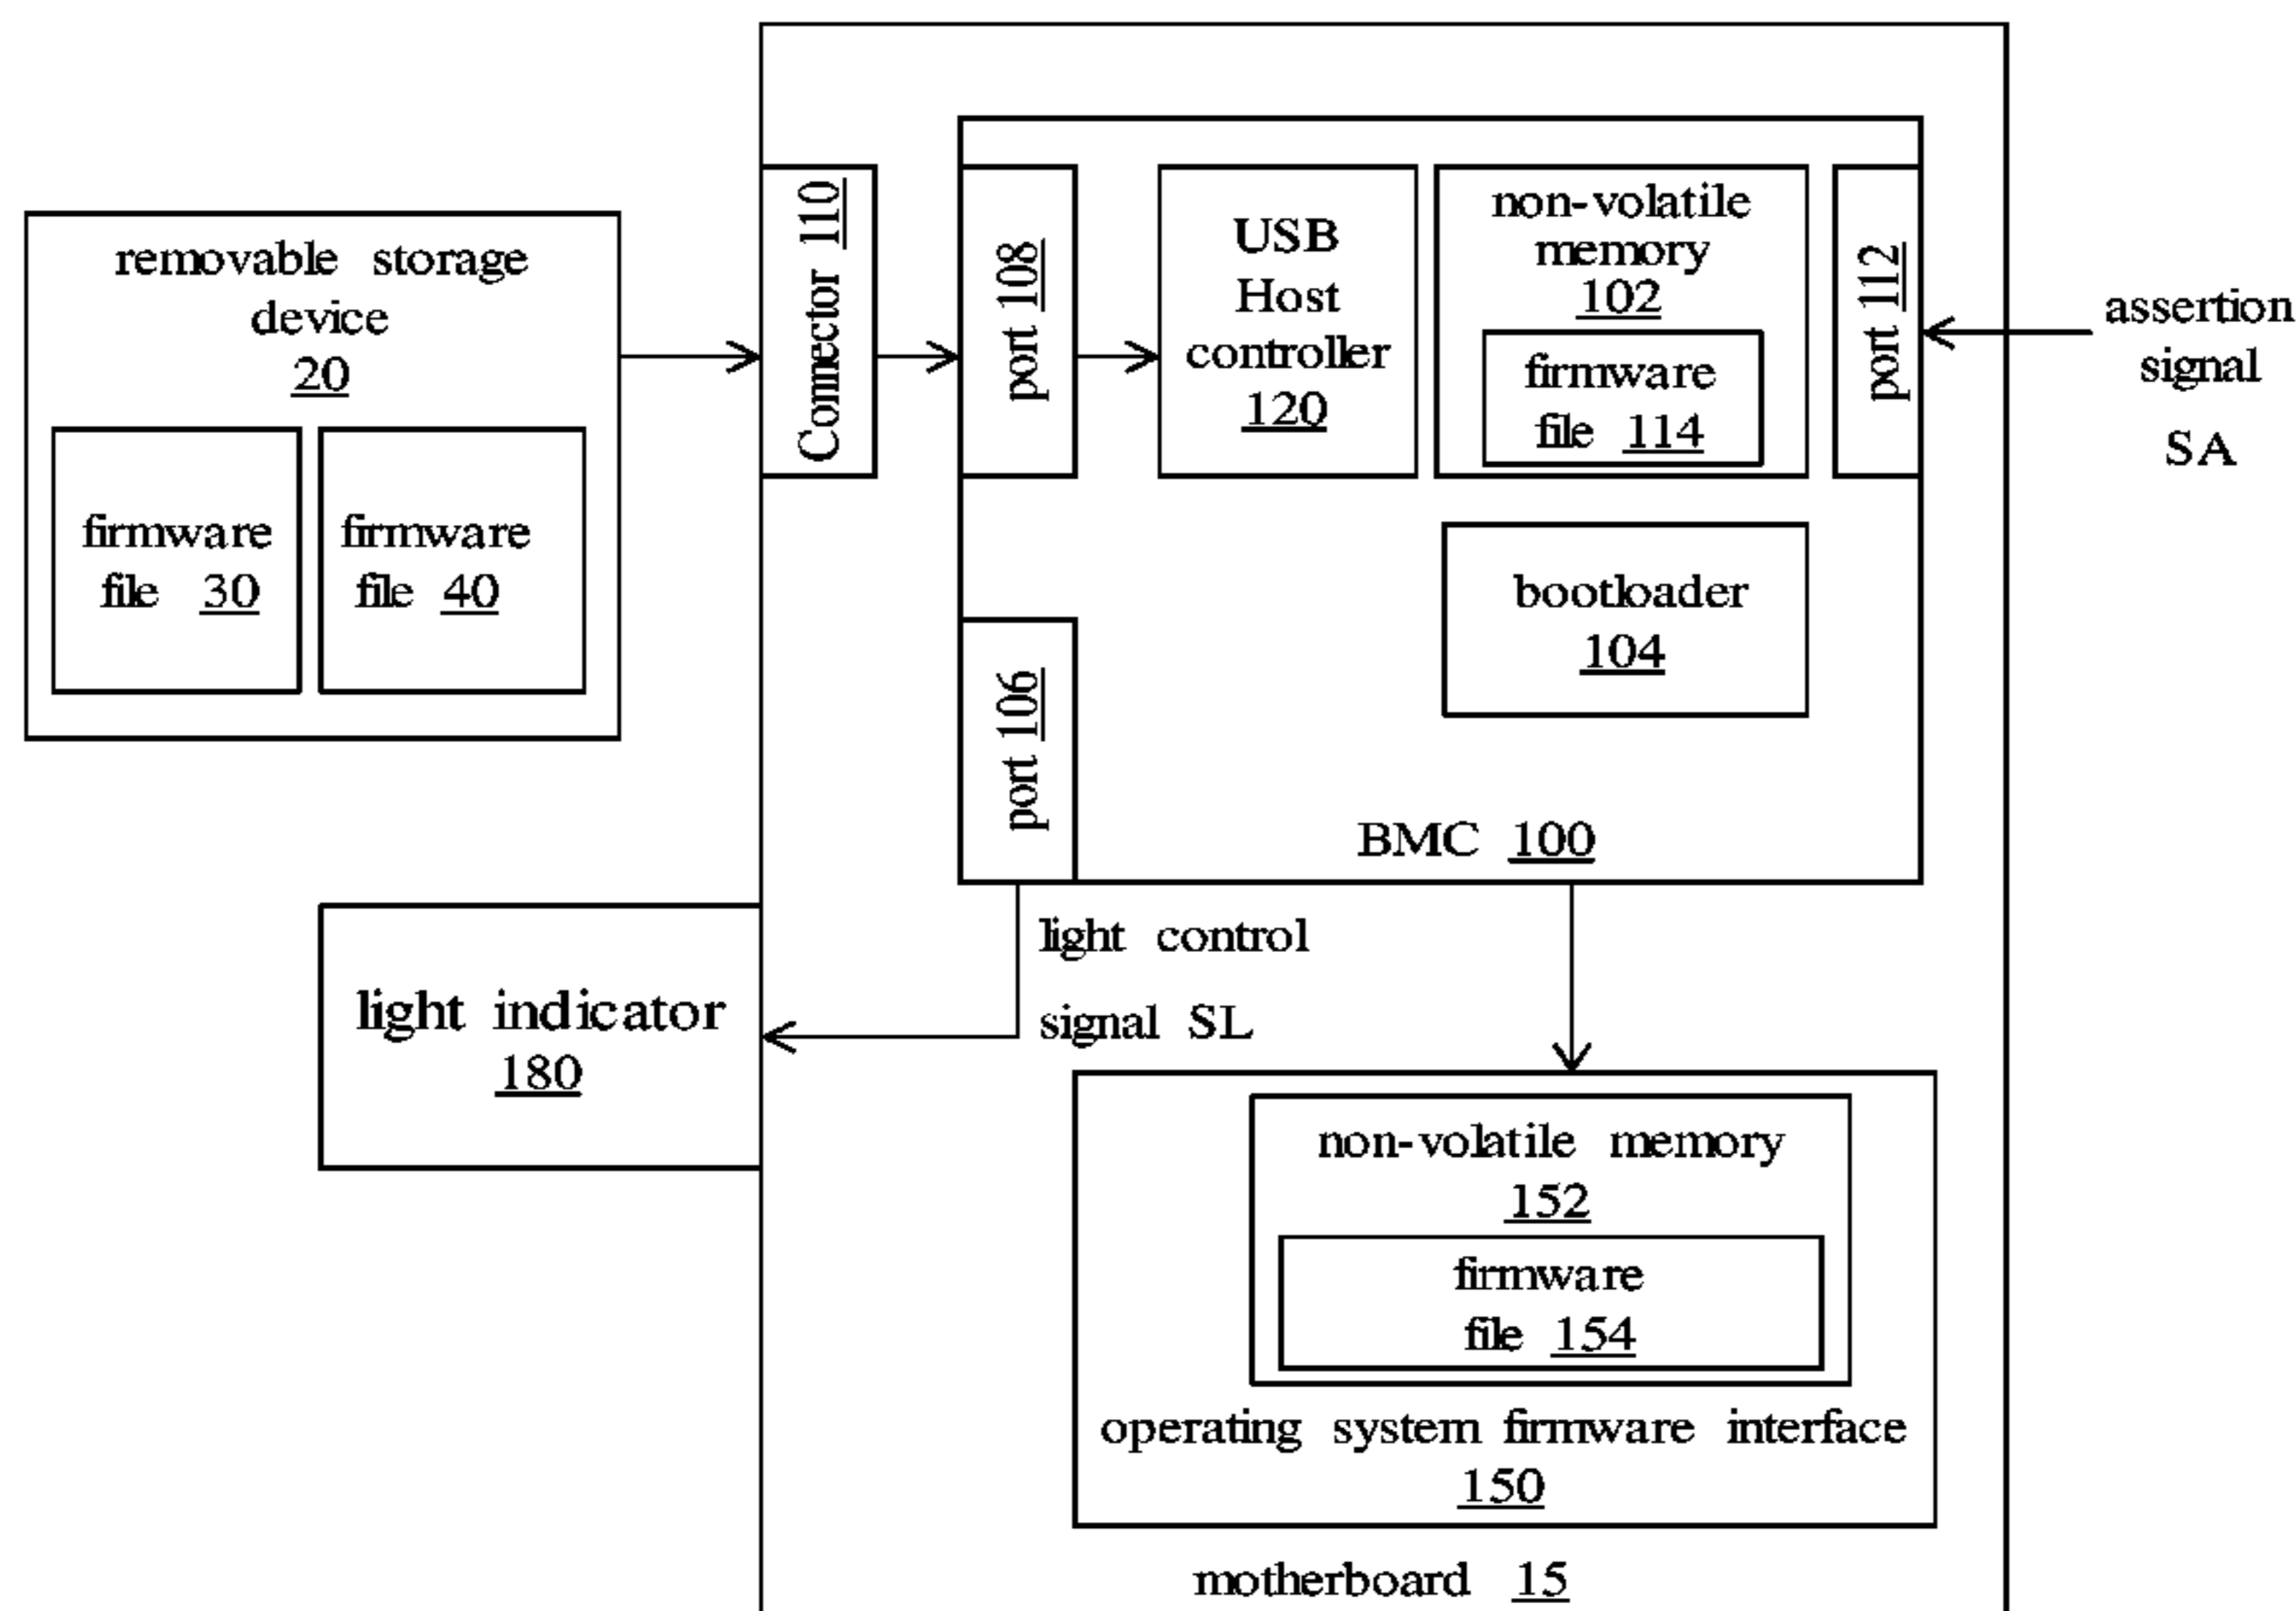 removable storage
device
20
firmware
file 30
firmware
file 40
Connector 110
port 108
USB
Host
controller
120
non-volatile
memory
102
firmware
file 114
port 112
assertion
signal
SA
bootloader
104
port 106
BMC 100
light control
signal SL
light indicator
180
non-volatile memory
152
firmware
file 154
operating system firmware interface
150
motherboard 15